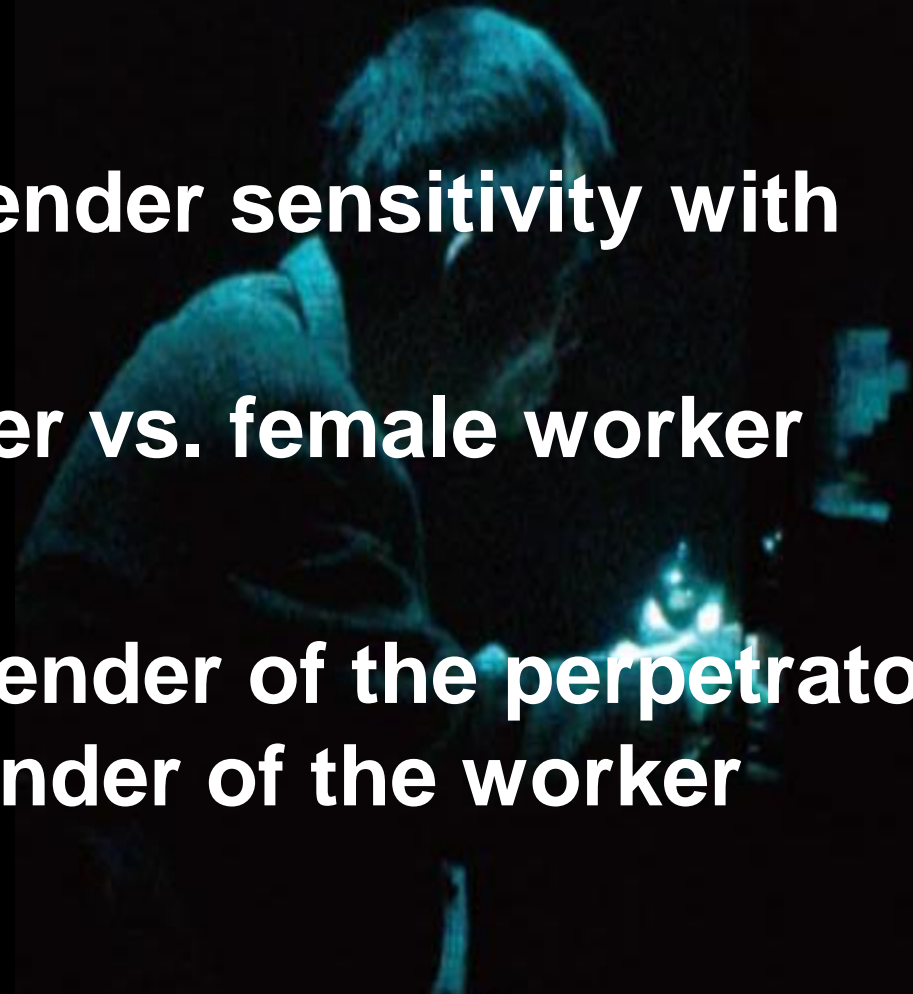 ender sensitivity with
er vs. female worker
ender of the perpetrato
nder of the worker